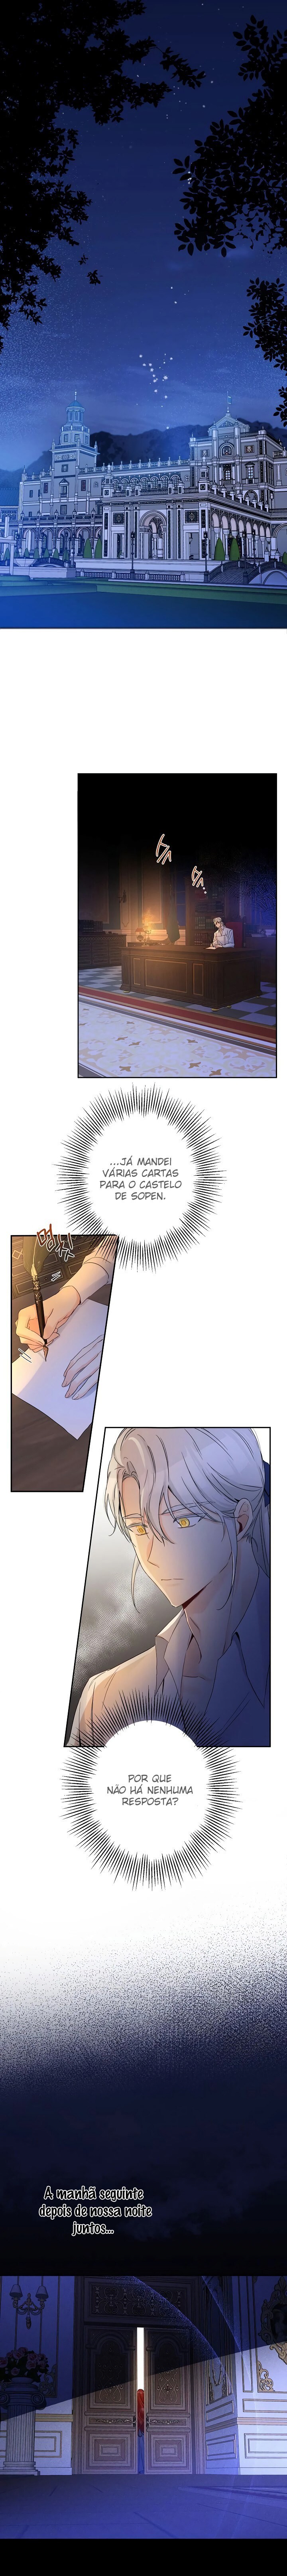 ...JÁ MANDEI
VÁRIAS CARTAS
PARA O CASTELO
DE SOPEN.
POR QUE
NÃO HÁ NENHUMA
RESPOSTA?
A manhã seguinte
depois de nossa noite
juntos...